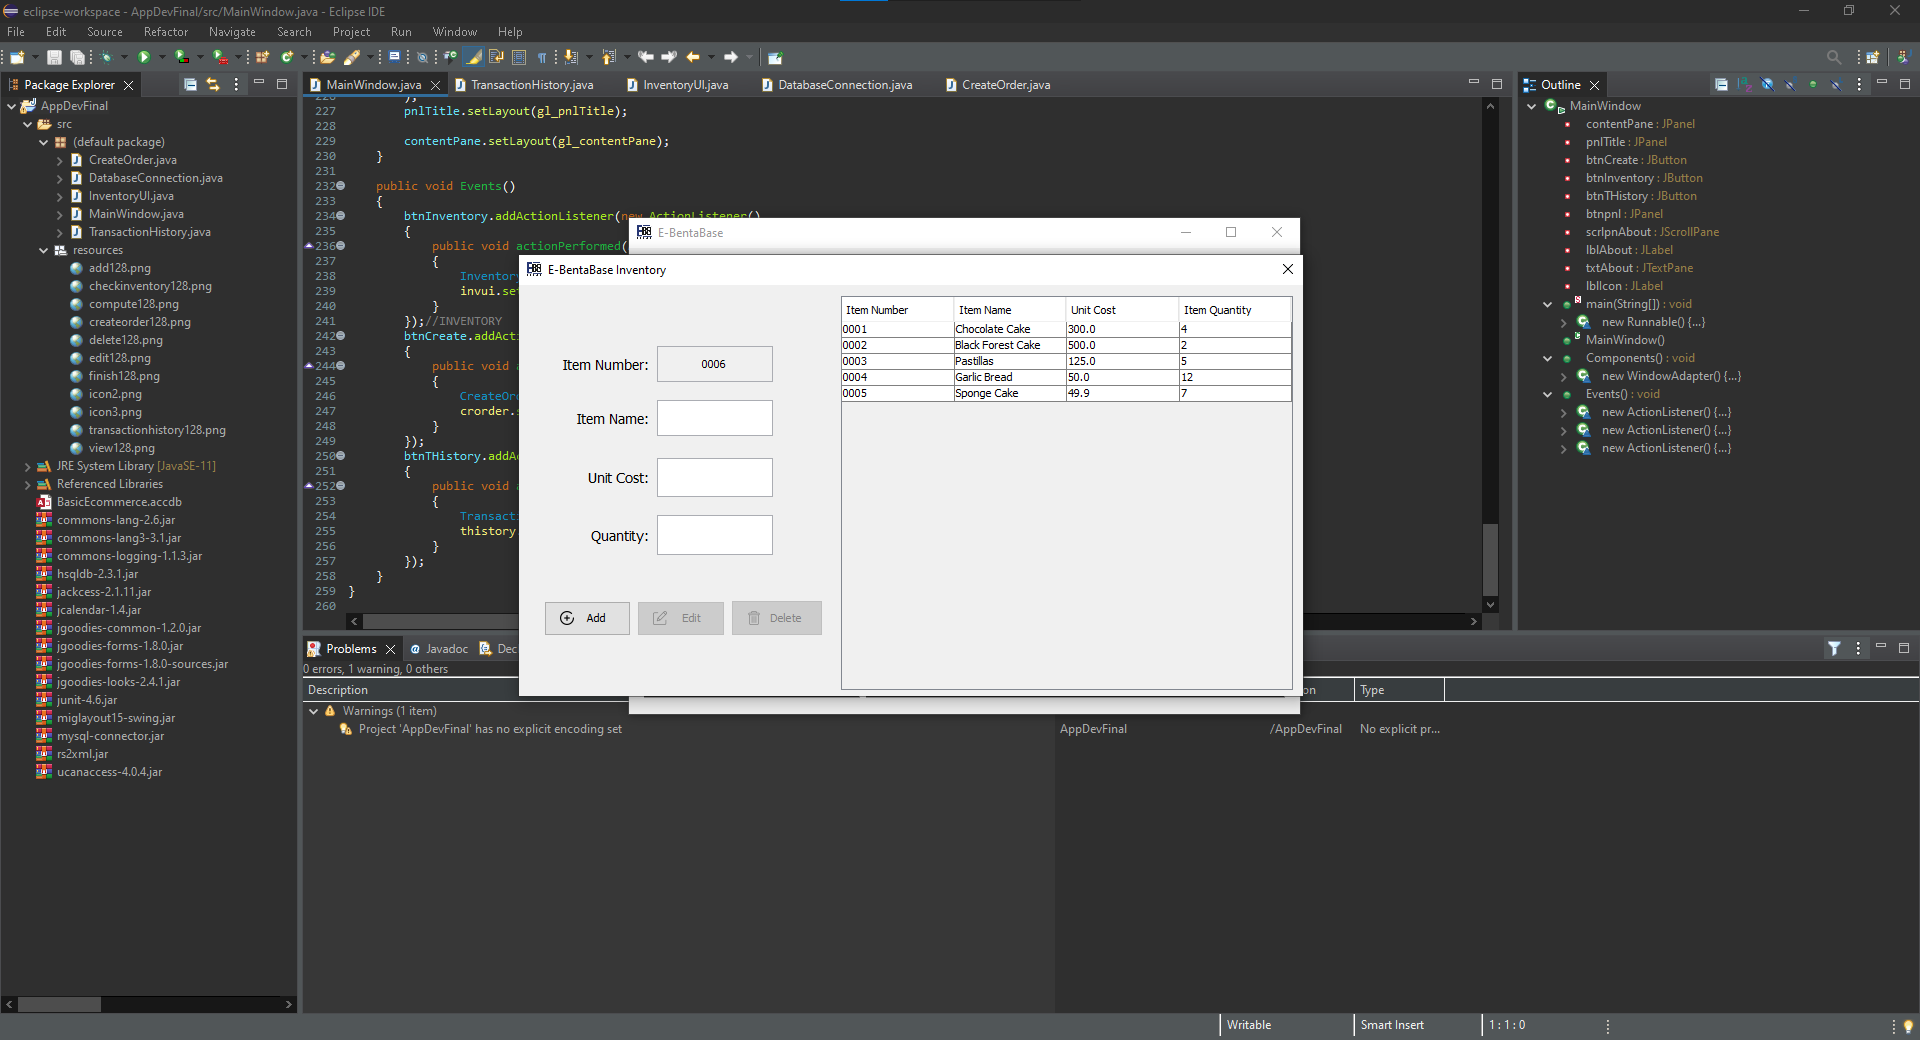 eclipse-workspace - AppDevFinal/src/MainWindow.java - Eclipse IDE
File Edit Source Refactor Navigate Search Project Run Window Help
Package Explorer
AppDevFinal
src
(default package)
CreateOrder.java
DatabaseConnection.java
InventoryUI.java
MainWindow.java
TransactionHistory.java
resources
add128.png
checkinventory128.png
compute128.png
createorder128.png
delete128.png
edit128.png
finish128.png
icon2.png
icon3.png
transactionhistory128.png
view128.png
JRE System Library [JavaSE-11]
Referenced Libraries
BasicEcommerce.accdb
commons-lang-2.6.jar
commons-lang3-3.1.jar
commons-logging-1.1.3.jar
hsqldb-2.3.1.jar
jackcess-2.1.11.jar
jcalendar-1.4.jar
jgoodies-common-1.2.0.jar
jgoodies-forms-1.8.0.jar
jgoodies-forms-1.8.0-sources.jar
jgoodies-looks-2.4.1.jar
junit-4.6.jar
miglayout15-swing.jar
mysql-connector.jar
rs2xml.jar
ucanaccess-4.0.4.jar
MainWindow.java TransactionHistory.java InventoryUI.java DatabaseConnection.java CreateOrder.java
227 pnlTitle.setLayout(gl_pnlTitle);
228
229 contentPane.setLayout(gl_contentPane);
230 }
231
232 public void Events()
233 {
234 btnInventory.addActionListener(new ActionListener()
235 {
236 public void actionPerformed(
237 {
238 Inventory
239 invui.se
240 }
241 });//INVENTORY
242 btnCreate.addActi
243 {
244 public void a
245 {
246 CreateOr
247 crorder.
248 }
249 });
250 btnTHistory.addA
251 {
252 public void
253 {
254 Transact
255 thistory
256 }
257 });
258 }
259 }
260
E-BentaBase
E-BentaBase Inventory
Item Number: 0006
Item Name:
Unit Cost:
Quantity:
Add Edit Delete
Item Number Item Name Unit Cost Item Quantity
0001 Chocolate Cake 300.0 4
0002 Black Forest Cake 500.0 2
0003 Pastillas 125.0 5
0004 Garlic Bread 50.0 12
0005 Sponge Cake 49.9 7
Outline
MainWindow
contentPane : JPanel
pnlTitle : JPanel
btnCreate : JButton
btnInventory : JButton
btnTHistory : JButton
btnpnl : JPanel
scrlpnAbout : JScrollPane
lblAbout : JLabel
txtAbout : JTextPane
lblIcon : JLabel
main(String[]) : void
new Runnable() {...}
MainWindow()
Components() : void
new WindowAdapter() {...}
Events() : void
new ActionListener() {...}
new ActionListener() {...}
new ActionListener() {...}
Problems Javadoc Dec
0 errors, 1 warning, 0 others
Description on Type
Warnings (1 item)
Project 'AppDevFinal' has no explicit encoding set AppDevFinal /AppDevFinal No explicit pr...
Writable Smart Insert 1 : 1 : 0